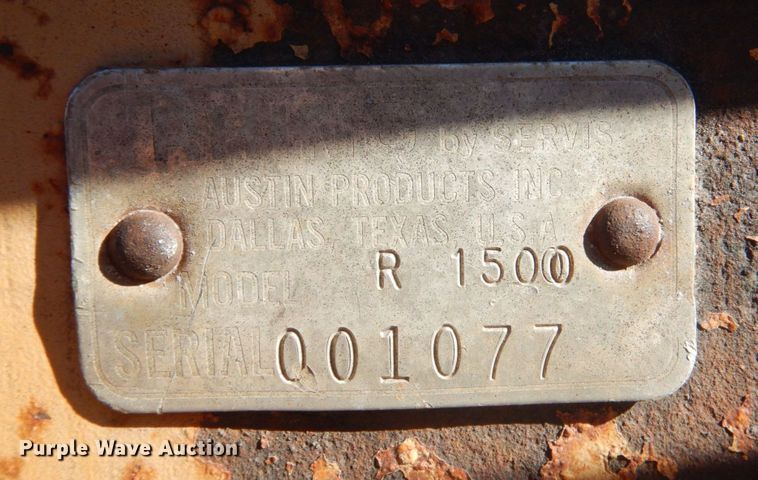 by SERVIS
AUSTIN PRODUCTS INC
DALLAS, TEXAS, U.S.A.
MODEL R 1500
SERIAL 001077
Purple Wave Auction